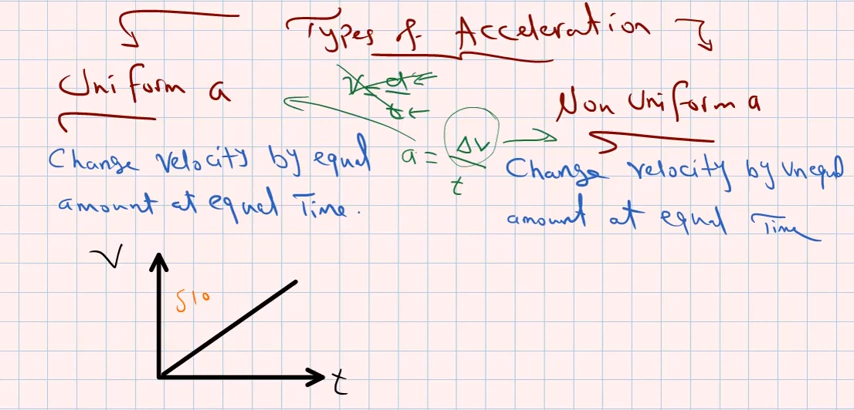 Types of Acceleration
Uniform a
Change Velocity by equal
amount at equal Time.
a = ΔV
t
Non Uniform a
Change velocity by Unequal
amount at equal Time
V
Slo
t